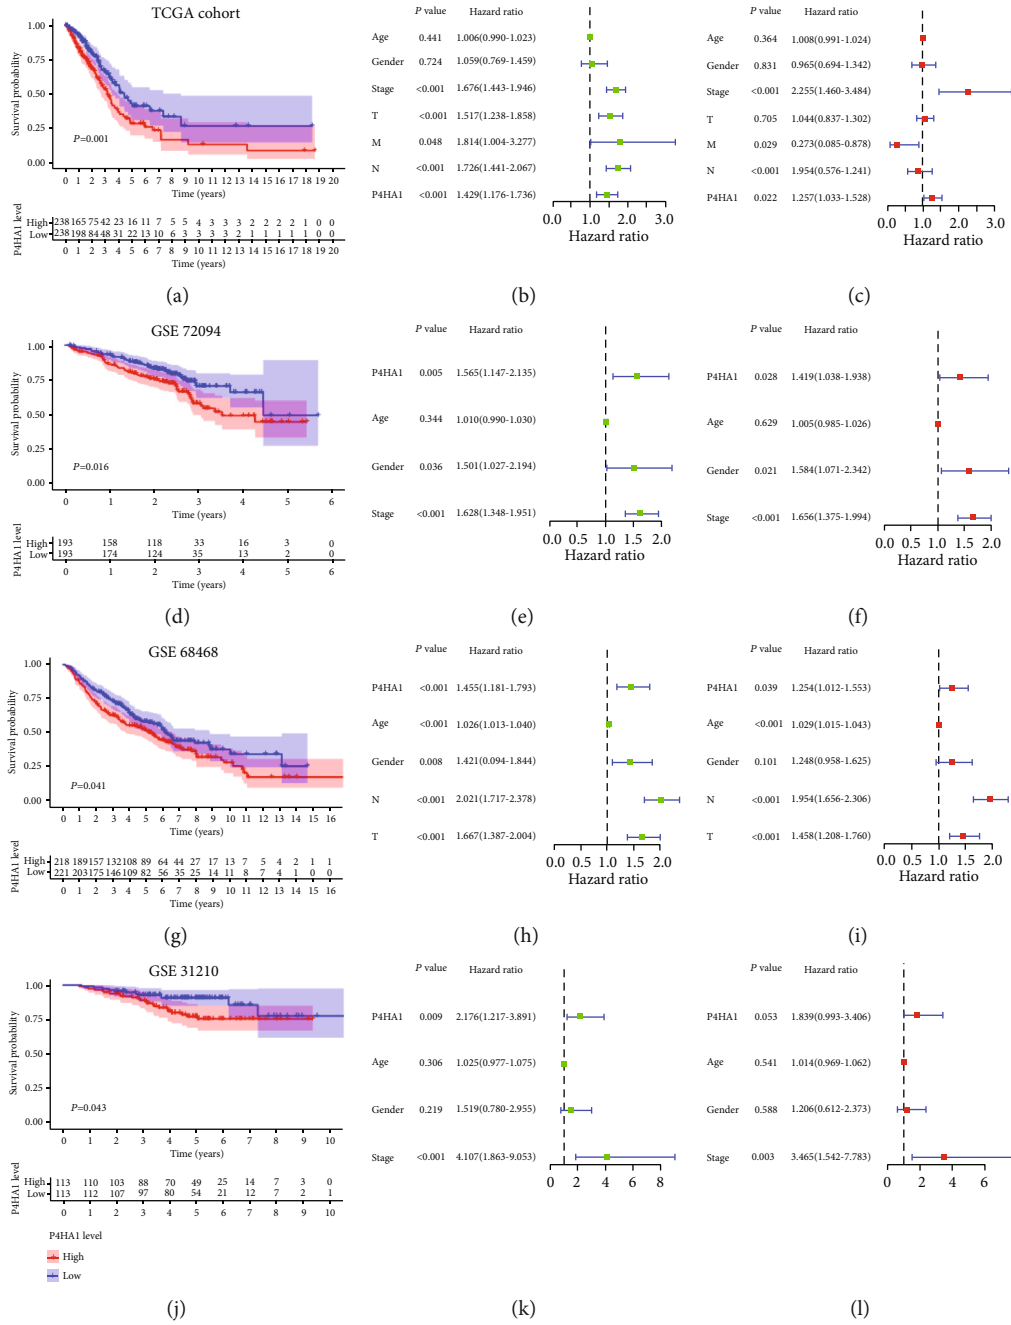 TCGA cohort
Survival probability
1.00
0.75
0.50
0.25
0.00
P=0.001
0 1 2 3 4 5 6 7 8 9 10 11 12 13 14 15 16 17 18 19 20
Time (years)
P4HA1 level
High 238 165 75 42 23 16 11 7 5 5 4 3 3 3 2 2 2 2 1 0 0
Low 238 198 84 48 31 22 13 10 6 3 3 3 2 1 1 1 1 1 1 0 0
0 1 2 3 4 5 6 7 8 9 10 11 12 13 14 15 16 17 18 19 20
Time (years)
(a)
P value Hazard ratio
Age 0.441 1.006(0.990-1.023)
Gender 0.724 1.059(0.769-1.459)
Stage <0.001 1.676(1.443-1.946)
T <0.001 1.517(1.238-1.858)
M 0.048 1.814(1.004-3.277)
N <0.001 1.726(1.441-2.067)
P4HA1 <0.001 1.429(1.176-1.736)
0.0 1.0 2.0 3.0
Hazard ratio
(b)
P value Hazard ratio
Age 0.364 1.008(0.991-1.024)
Gender 0.831 0.965(0.694-1.342)
Stage <0.001 2.255(1.460-3.484)
T 0.705 1.044(0.837-1.302)
M 0.029 0.273(0.085-0.878)
N <0.001 1.954(0.576-1.241)
P4HA1 0.022 1.257(1.033-1.528)
0.0 1.0 2.0 3.0
Hazard ratio
(c)
GSE 72094
Survival probability
1.00
0.75
0.50
0.25
0.00
P=0.016
0 1 2 3 4 5 6
Time (years)
P4HA1 level
High 193 158 118 33 16 3 0
Low 193 174 124 35 13 2 0
0 1 2 3 4 5 6
Time (years)
(d)
P value Hazard ratio
P4HA1 0.005 1.565(1.147-2.135)
Age 0.344 1.010(0.990-1.030)
Gender 0.036 1.501(1.027-2.194)
Stage <0.001 1.628(1.348-1.951)
0.0 1.0 1.5 2.0
Hazard ratio
(e)
P value Hazard ratio
P4HA1 0.028 1.419(1.038-1.938)
Age 0.629 1.005(0.985-1.026)
Gender 0.021 1.584(1.071-2.342)
Stage <0.001 1.656(1.375-1.994)
0.0 0.0 1.0 1.5 2.0
Hazard ratio
(f)
GSE 68468
Survival probability
1.00
0.75
0.50
0.25
0.00
P=0.041
0 1 2 3 4 5 6 7 8 9 10 11 12 13 14 15 16
Time (years)
P4HA1 level
High 218 189 157 132 108 89 64 44 27 17 13 7 5 4 2 1 1
Low 221 203 175 146 109 82 56 35 25 14 11 8 7 4 1 0 0
0 1 2 3 4 5 6 7 8 9 10 11 12 13 14 15 16
Time (years)
(g)
P value Hazard ratio
P4HA1 <0.001 1.455(1.181-1.793)
Age <0.001 1.026(1.013-1.040)
Gender 0.008 1.421(0.094-1.844)
N <0.001 2.021(1.717-2.378)
T <0.001 1.667(1.387-2.004)
0.0 0.0 1.0 1.5 2.0
Hazard ratio
(h)
P value Hazard ratio
P4HA1 0.039 1.254(1.012-1.553)
Age <0.001 1.029(1.015-1.043)
Gender 0.101 1.248(0.958-1.625)
N <0.001 1.954(1.656-2.306)
T <0.001 1.458(1.208-1.760)
0.0 0.0 1.0 1.5 2.0
Hazard ratio
(i)
GSE 31210
Survival probability
1.00
0.75
0.50
0.25
0.00
P=0.043
0 1 2 3 4 5 6 7 8 9 10
Time (years)
P4HA1 level
High 113 110 103 88 70 49 25 14 7 3 0
Low 113 112 107 97 80 54 21 12 7 2 1
0 1 2 3 4 5 6 7 8 9 10
Time (years)
P4HA1 level
High
Low
(j)
P value Hazard ratio
P4HA1 0.009 2.176(1.217-3.891)
Age 0.306 1.025(0.977-1.075)
Gender 0.219 1.519(0.780-2.955)
Stage <0.001 4.107(1.863-9.053)
0 2 4 6 8
Hazard ratio
(k)
P value Hazard ratio
P4HA1 0.053 1.839(0.993-3.406)
Age 0.541 1.014(0.969-1.062)
Gender 0.588 1.206(0.612-2.373)
Stage 0.003 3.465(1.542-7.783)
0 2 4 6
Hazard ratio
(l)